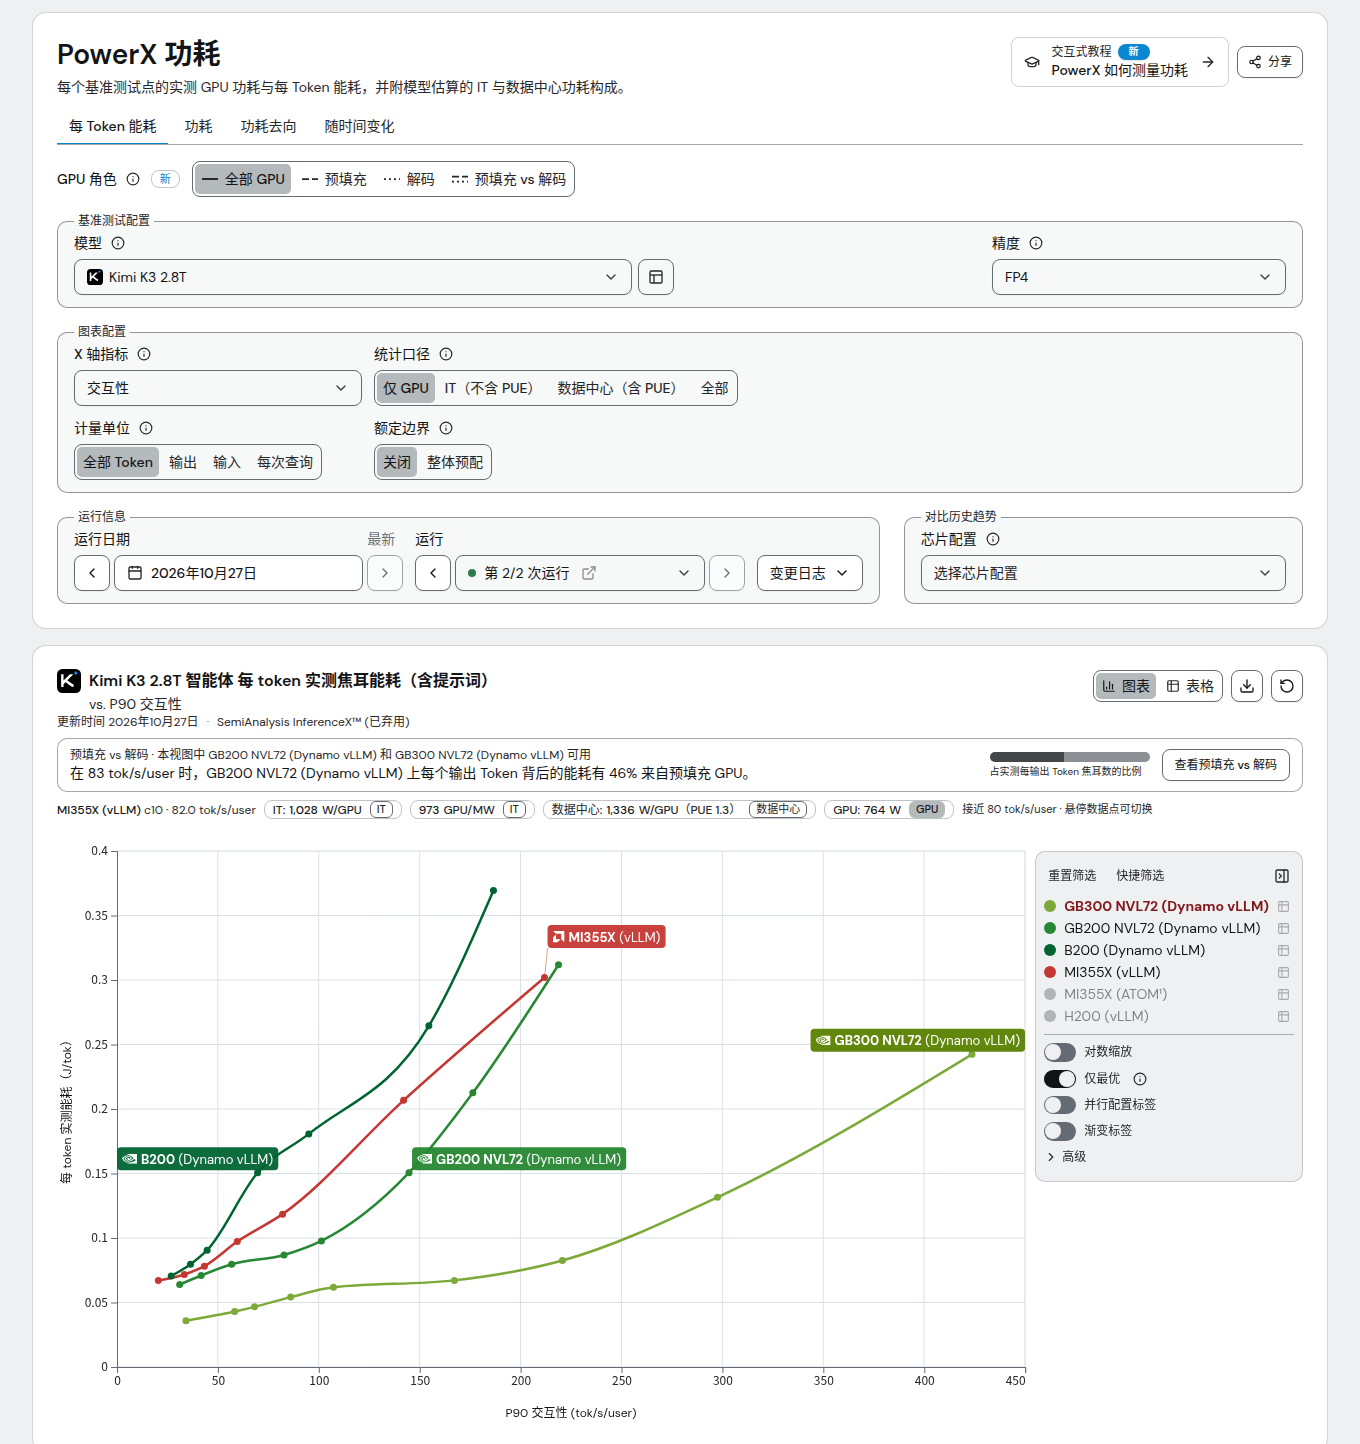 PowerX 功耗
每个基准测试点的实测 GPU 功耗与每 Token 能耗，并附模型估算的 IT 与数据中心功耗构成。
交互式教程 新
PowerX 如何测量功耗
分享
每 Token 能耗 功耗 功耗去向 随时间变化
GPU 角色 新 全部 GPU 预填充 解码 预填充 vs 解码
基准测试配置
模型 精度
Kimi K3 2.8T FP4
图表配置
X 轴指标 统计口径
交互性 仅 GPU IT（不含 PUE） 数据中心（含 PUE） 全部
计量单位 额定边界
全部 Token 输出 输入 每次查询 关闭 整体预配
运行信息 对比历史趋势
运行日期 最新 运行 芯片配置
2026年10月27日 第 2/2 次运行 变更日志 选择芯片配置
Kimi K3 2.8T 智能体 每 token 实测焦耳能耗（含提示词）
vs. P90 交互性
更新时间 2026年10月27日 · SemiAnalysis InferenceX™ (已弃用)
图表 表格
预填充 vs 解码 · 本视图中 GB200 NVL72 (Dynamo vLLM) 和 GB300 NVL72 (Dynamo vLLM) 可用
在 83 tok/s/user 时，GB200 NVL72 (Dynamo vLLM) 上每个输出 Token 背后的能耗有 46% 来自预填充 GPU。
占实测每输出 Token 焦耳数的比例
查看预填充 vs 解码
MI355X (vLLM) c10 · 82.0 tok/s/user IT: 1,028 W/GPU IT 973 GPU/MW IT 数据中心: 1,336 W/GPU（PUE 1.3） 数据中心 GPU: 764 W GPU 接近 80 tok/s/user · 悬停数据点可切换
每 token 实测能耗（J/tok）
0.4
0.35
0.3
0.25
0.2
0.15
0.1
0.05
0
MI355X (vLLM)
GB300 NVL72 (Dynamo vLLM)
B200 (Dynamo vLLM)
GB200 NVL72 (Dynamo vLLM)
0 50 100 150 200 250 300 350 400 450
P90 交互性 (tok/s/user)
重置筛选 快捷筛选
GB300 NVL72 (Dynamo vLLM)
GB200 NVL72 (Dynamo vLLM)
B200 (Dynamo vLLM)
MI355X (vLLM)
MI355X (ATOM¹)
H200 (vLLM)
对数缩放
仅最优
并行配置标签
渐变标签
高级